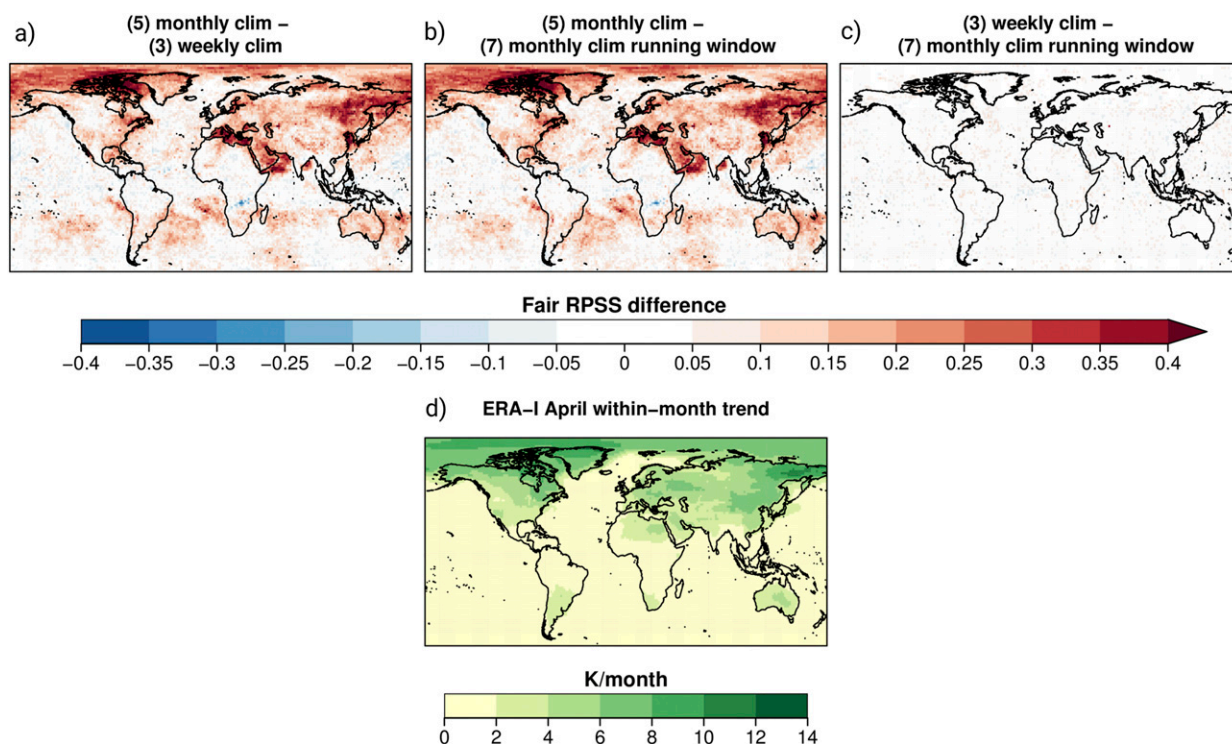 a) (5) monthly clim −
(3) weekly clim
b) (5) monthly clim −
(7) monthly clim running window
c) (3) weekly clim −
(7) monthly clim running window
Fair RPSS difference
−0.4 −0.35 −0.3 −0.25 −0.2 −0.15 −0.1 −0.05 0 0.05 0.1 0.15 0.2 0.25 0.3 0.35 0.4
d) ERA−I April within−month trend
K/month
0 2 4 6 8 10 12 14